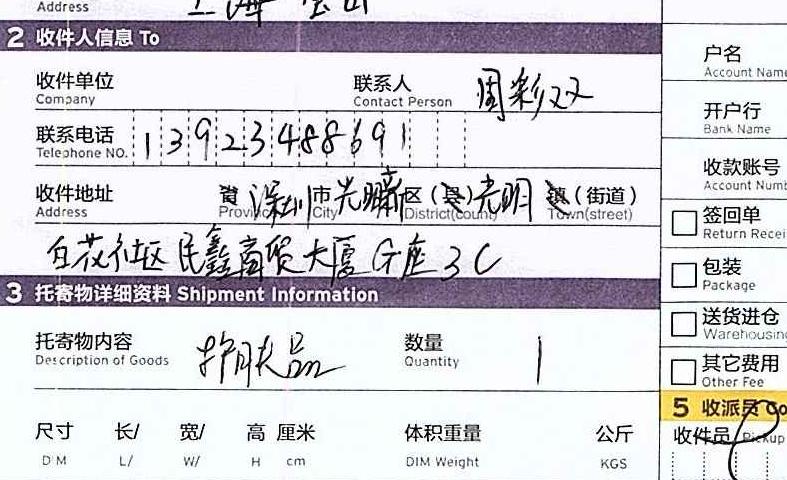 Address 上海 宝山
2 收件人信息 To
收件单位 联系人 周彩双
Company Contact Person
联系电话 13923488691
Telephone NO.
收件地址 省 深圳 市 光明新 区 (县) 光明 镇 (街道)
Address Provin City District(county) Town(street)
白花社区 民鑫商贸大厦 G座 3C
3 托寄物详细资料 Shipment Information
托寄物内容 护肤品 数量 1
Description of Goods Quantity
尺寸 长/ 宽/ 高 厘米 体积重量 公斤
DIM L/ W/ H cm DIM Weight KGS
户名
Account Name
开户行
Bank Name
收款账号
Account Numb
签回单
Return Recei
包装
Package
送货进仓
Warehousing
其它费用
Other Fee
5 收派员 Co
收件员 Pickup